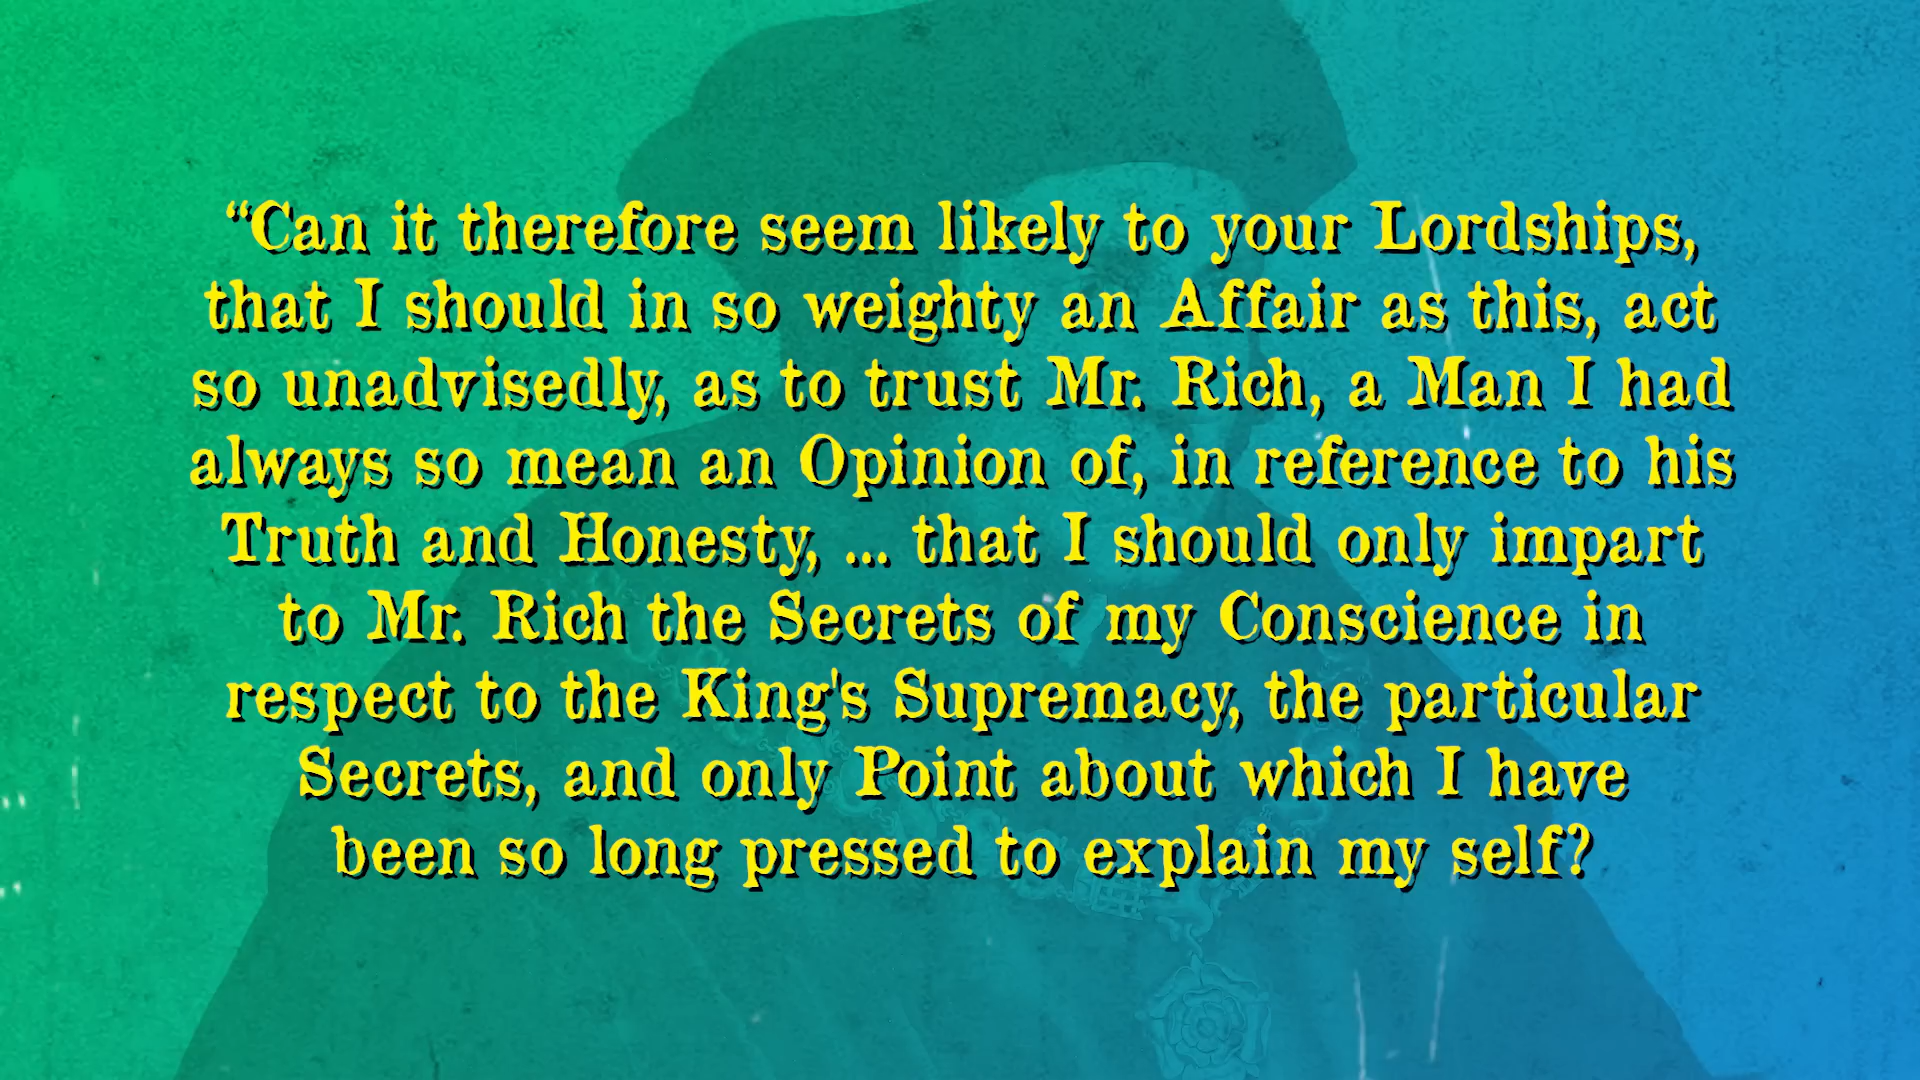 “Can it therefore seem likely to your Lordships,
that I should in so weighty an Affair as this, act
so unadvisedly, as to trust Mr. Rich, a Man I had
always so mean an Opinion of, in reference to his
Truth and Honesty, ... that I should only impart
to Mr. Rich the Secrets of my Conscience in
respect to the King's Supremacy, the particular
Secrets, and only Point about which I have
been so long pressed to explain my self?